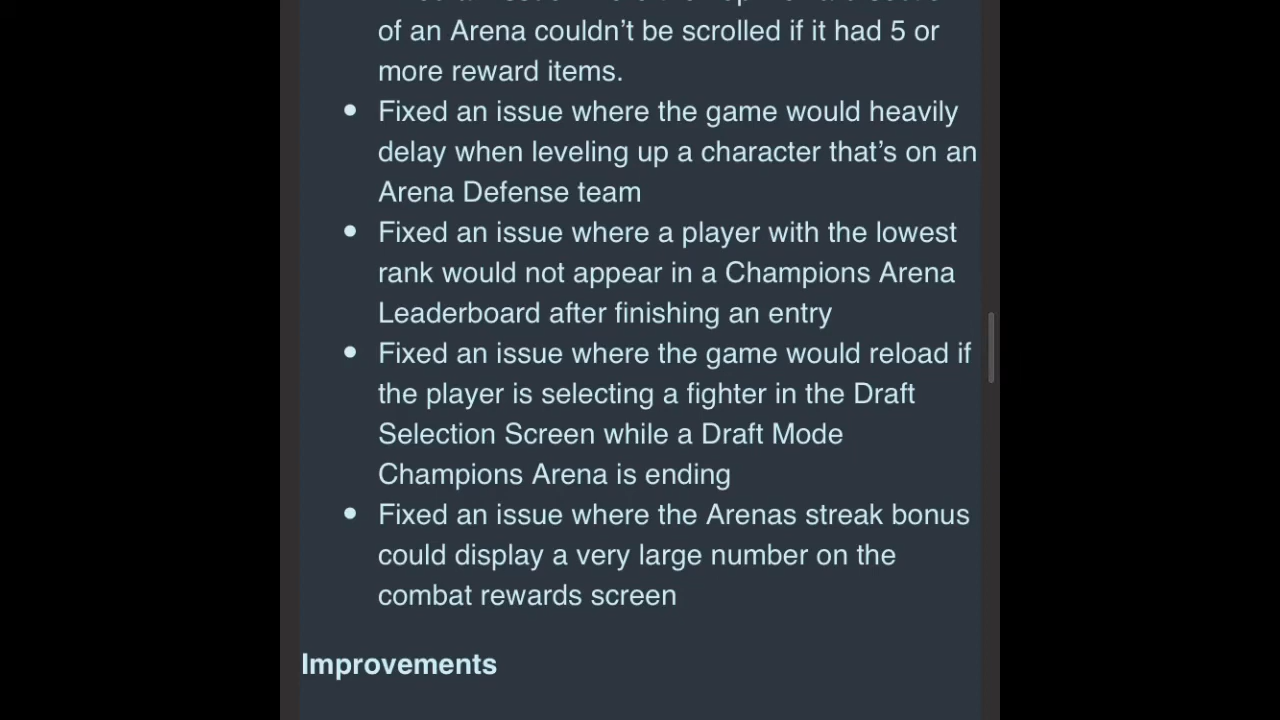 of an Arena couldn’t be scrolled if it had 5 or
more reward items.
Fixed an issue where the game would heavily
delay when leveling up a character that’s on an
Arena Defense team
Fixed an issue where a player with the lowest
rank would not appear in a Champions Arena
Leaderboard after finishing an entry
Fixed an issue where the game would reload if
the player is selecting a fighter in the Draft
Selection Screen while a Draft Mode
Champions Arena is ending
Fixed an issue where the Arenas streak bonus
could display a very large number on the
combat rewards screen
Improvements